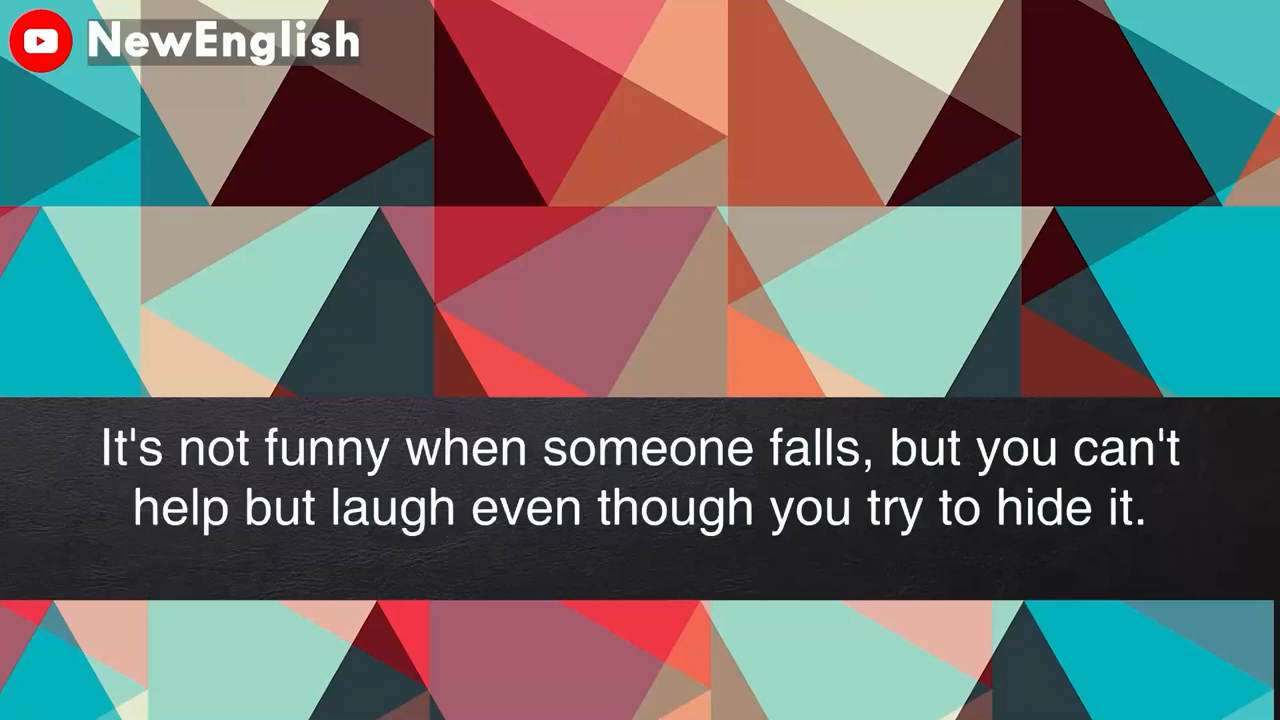 NewEnglish
It's not funny when someone falls, but you can't
help but laugh even though you try to hide it.